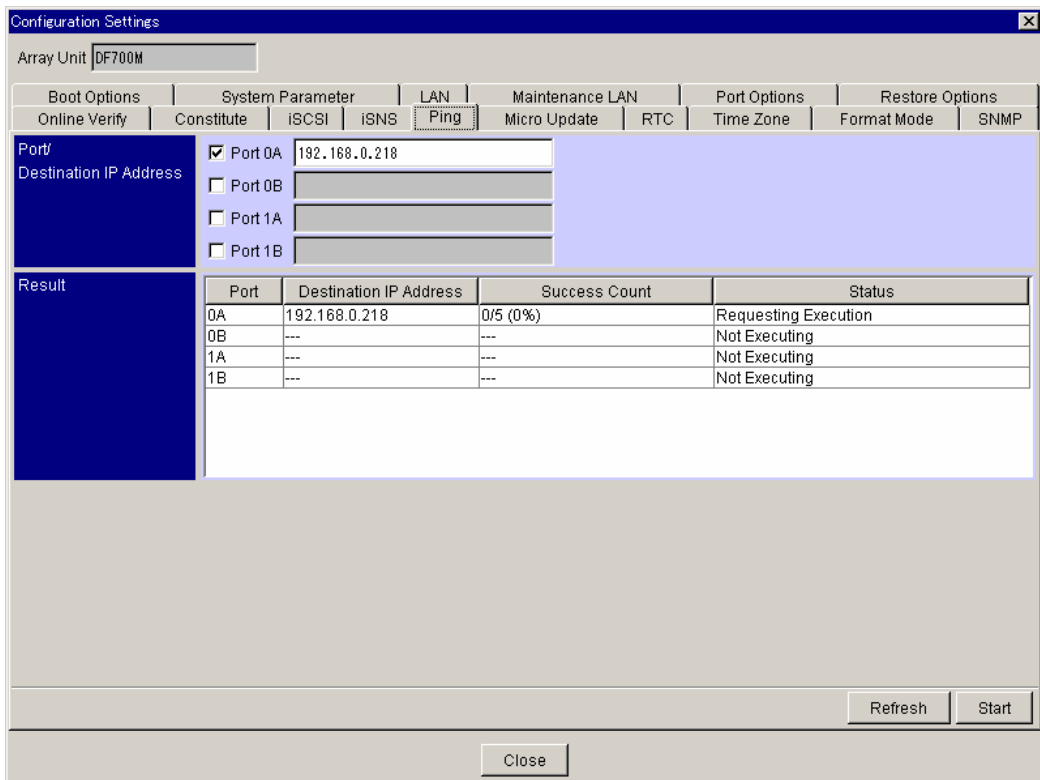 Configuration Settings
Array Unit DF700M
Boot Options System Parameter LAN Maintenance LAN Port Options Restore Options
Online Verify Constitute iSCSI iSNS Ping Micro Update RTC Time Zone Format Mode SNMP
Port/
Destination IP Address
Port 0A 192.168.0.218
Port 0B
Port 1A
Port 1B
Result
Port Destination IP Address Success Count Status
0A 192.168.0.218 0/5 (0%) Requesting Execution
0B --- --- Not Executing
1A --- --- Not Executing
1B --- --- Not Executing
Refresh Start
Close